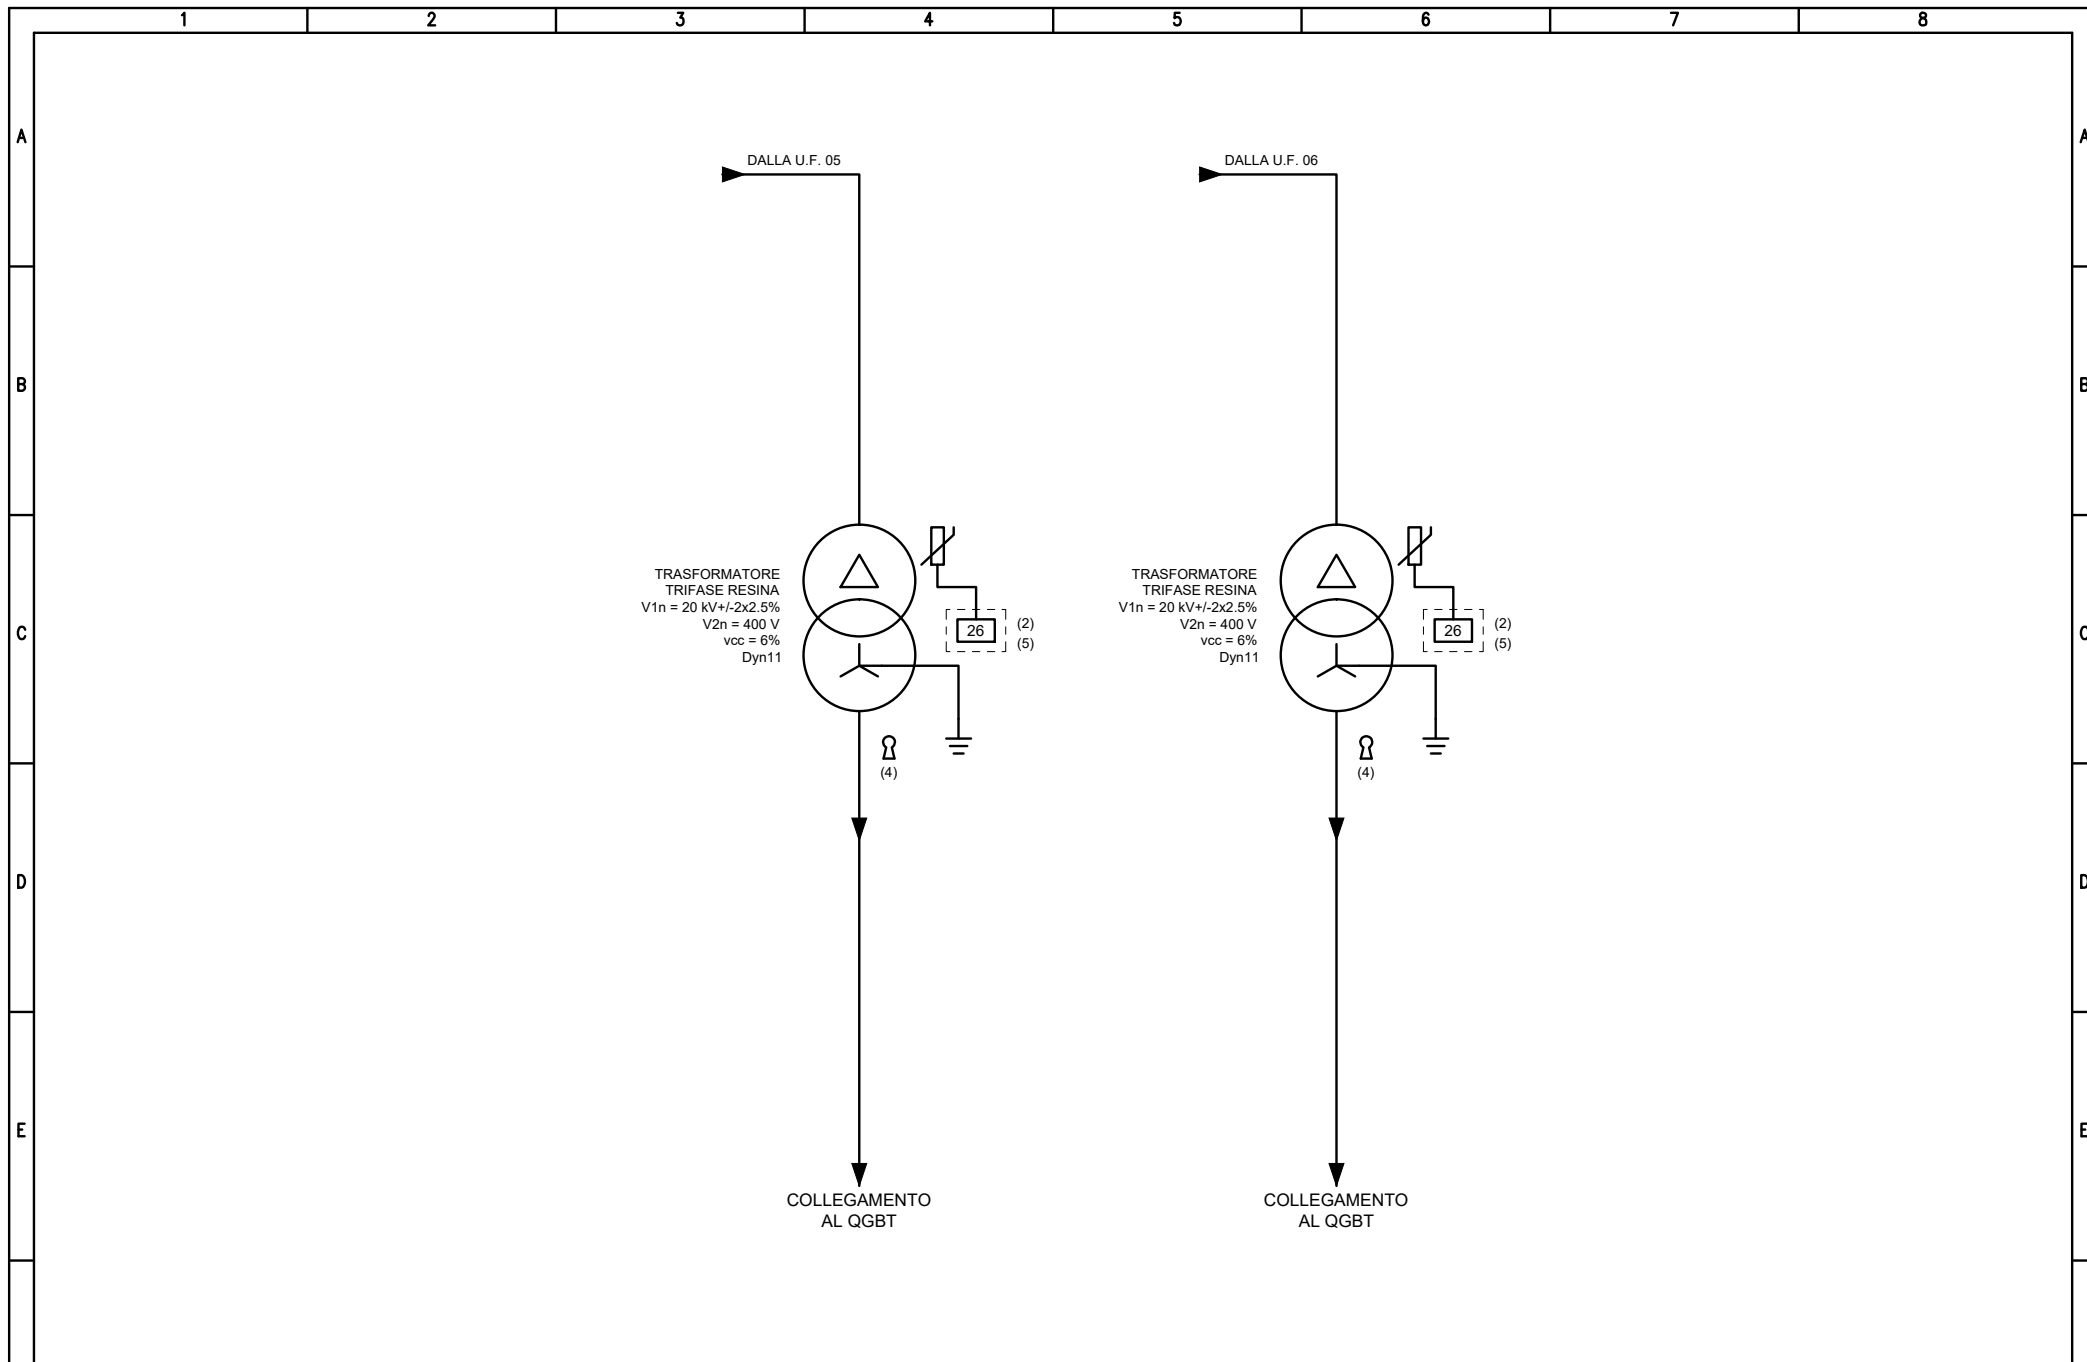 1 2 3 4 5 6 7 8
A A
DALLA U.F. 05
DALLA U.F. 06
B B
TRASFORMATORE
TRIFASE RESINA
V1n = 20 kV+/-2x2.5%
V2n = 400 V
vcc = 6%
Dyn11
26
(2)
(5)
(4)
TRASFORMATORE
TRIFASE RESINA
V1n = 20 kV+/-2x2.5%
V2n = 400 V
vcc = 6%
Dyn11
26
(2)
(5)
(4)
C C
D D
E E
COLLEGAMENTO
AL QGBT
COLLEGAMENTO
AL QGBT